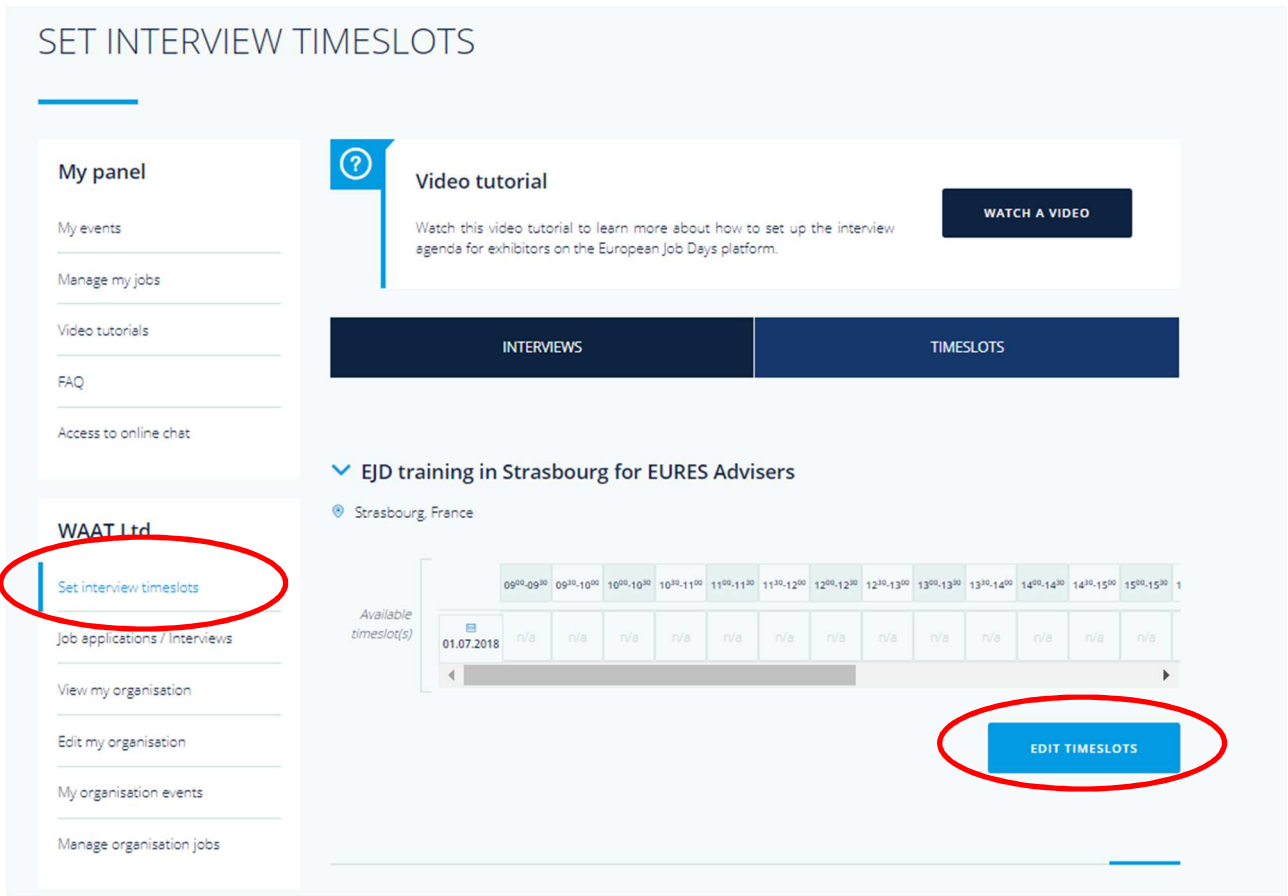 SET INTERVIEW TIMESLOTS
My panel
My events
Manage my jobs
Video tutorials
FAQ
Access to online chat
WAAT Ltd
Set interview timeslots
Job applications / Interviews
View my organisation
Edit my organisation
My organisation events
Manage organisation jobs
?
Video tutorial
Watch this video tutorial to learn more about how to set up the interview
agenda for exhibitors on the European Job Days platform.
WATCH A VIDEO
INTERVIEWS TIMESLOTS
EJD training in Strasbourg for EURES Advisers
Strasbourg, France
09⁰⁰-09³⁰ 09³⁰-10⁰⁰ 10⁰⁰-10³⁰ 10³⁰-11⁰⁰ 11⁰⁰-11³⁰ 11³⁰-12⁰⁰ 12⁰⁰-12³⁰ 12³⁰-13⁰⁰ 13⁰⁰-13³⁰ 13³⁰-14⁰⁰ 14⁰⁰-14³⁰ 14³⁰-15⁰⁰ 15⁰⁰-15³⁰ 1
Available
timeslot(s)
01.07.2018 n/a n/a n/a n/a n/a n/a n/a n/a n/a n/a n/a n/a n/a
EDIT TIMESLOTS